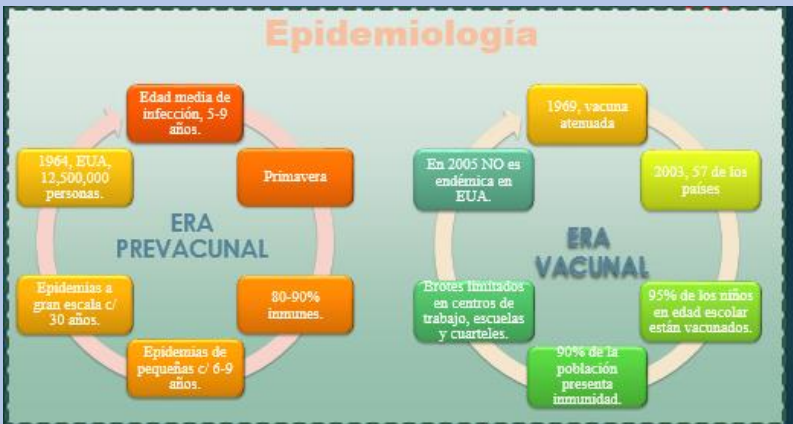 Epidemiología
Edad media de
infección, 5-9
años.
Primavera
80-90%
inmunes.
Epidemias de
pequeñas c/ 6-9
años.
Epidemias a
gran escala c/
30 años.
1964, EUA,
12,500,000
personas.
ERA
PREVACUNAL
1969, vacuna
atenuada
2003, 57 de los
países
95% de los niños
en edad escolar
están vacunados.
90% de la
población
presenta
inmunidad.
Brotes limitados
en centros de
trabajo, escuelas
y cuarteles.
En 2005 NO es
endémica en
EUA.
ERA
VACUNAL